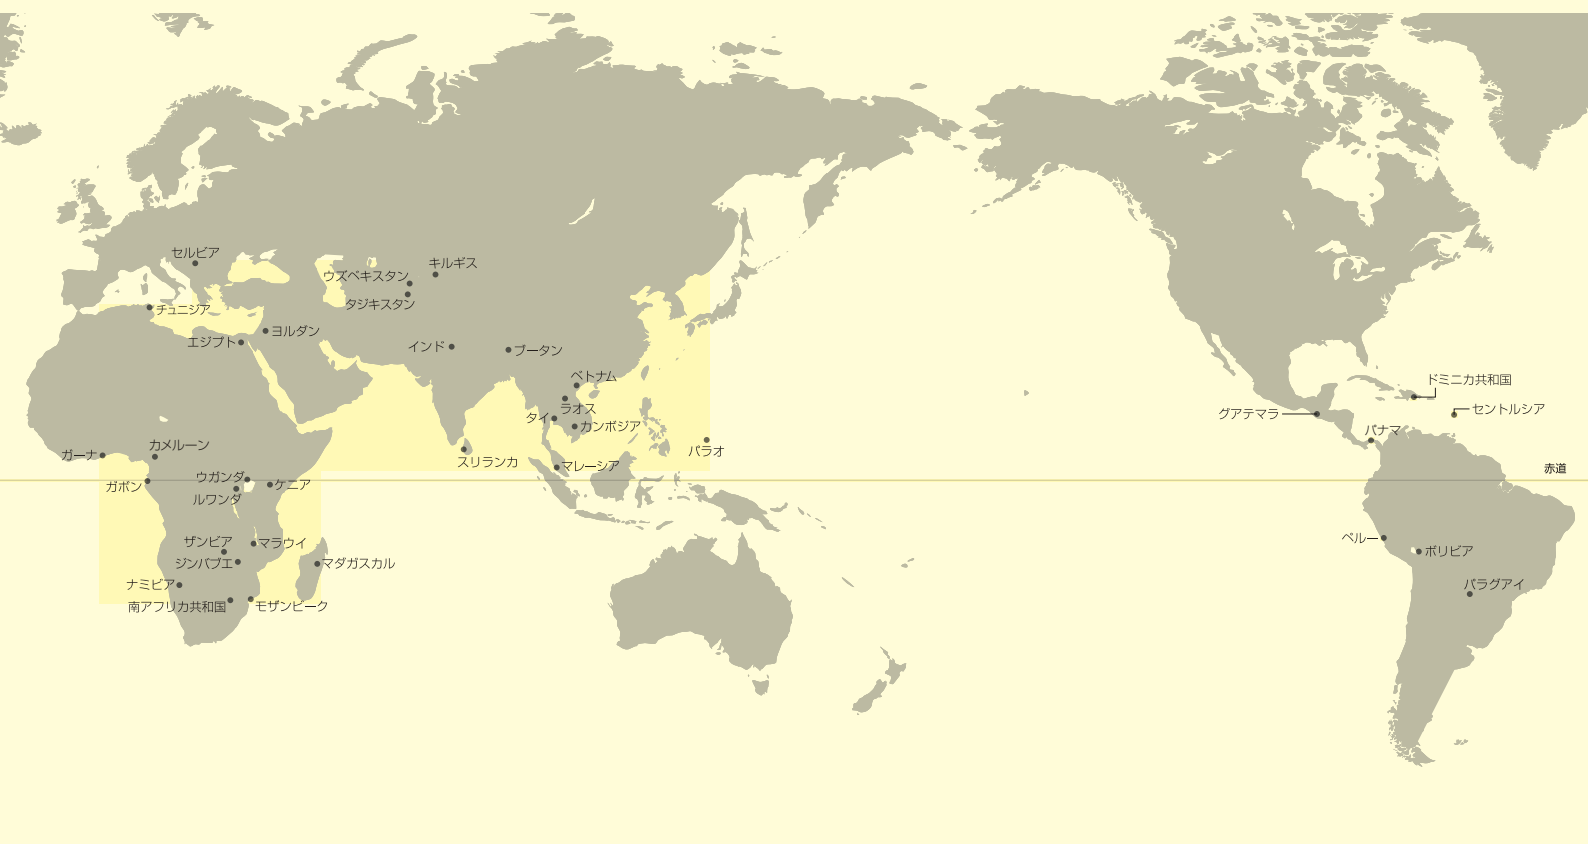 セルビア
キルギス
ウズベキスタン
タジキスタン
チュニジア
ヨルダン
エジプト
インド
ブータン
ベトナム
ラオス
タイ
カンボジア
パラオ
スリランカ
マレーシア
カメルーン
ガーナ
ウガンダ
ケニア
ガボン
ルワンダ
ザンビア
マラウイ
ジンバブエ
マダガスカル
ナミビア
南アフリカ共和国
モザンビーク
ドミニカ共和国
セントルシア
グアテマラ
パナマ
赤道
ペルー
ボリビア
パラグアイ